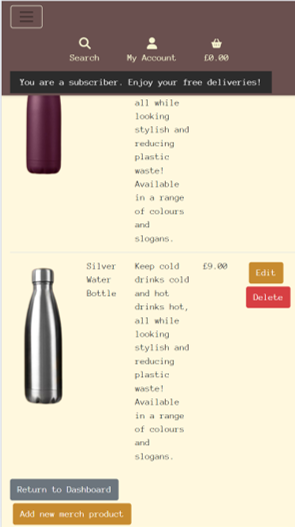 Search My Account £0.00
You are a subscriber. Enjoy your free deliveries!
all while
looking
stylish and
reducing
plastic
waste!
Available
in a range
of colours
and
slogans.
Silver Keep cold £9.00 Edit
Water drinks cold
Bottle and hot Delete
drinks hot,
all while
looking
stylish and
reducing
plastic
waste!
Available
in a range
of colours
and
slogans.
Return to Dashboard
Add new merch product